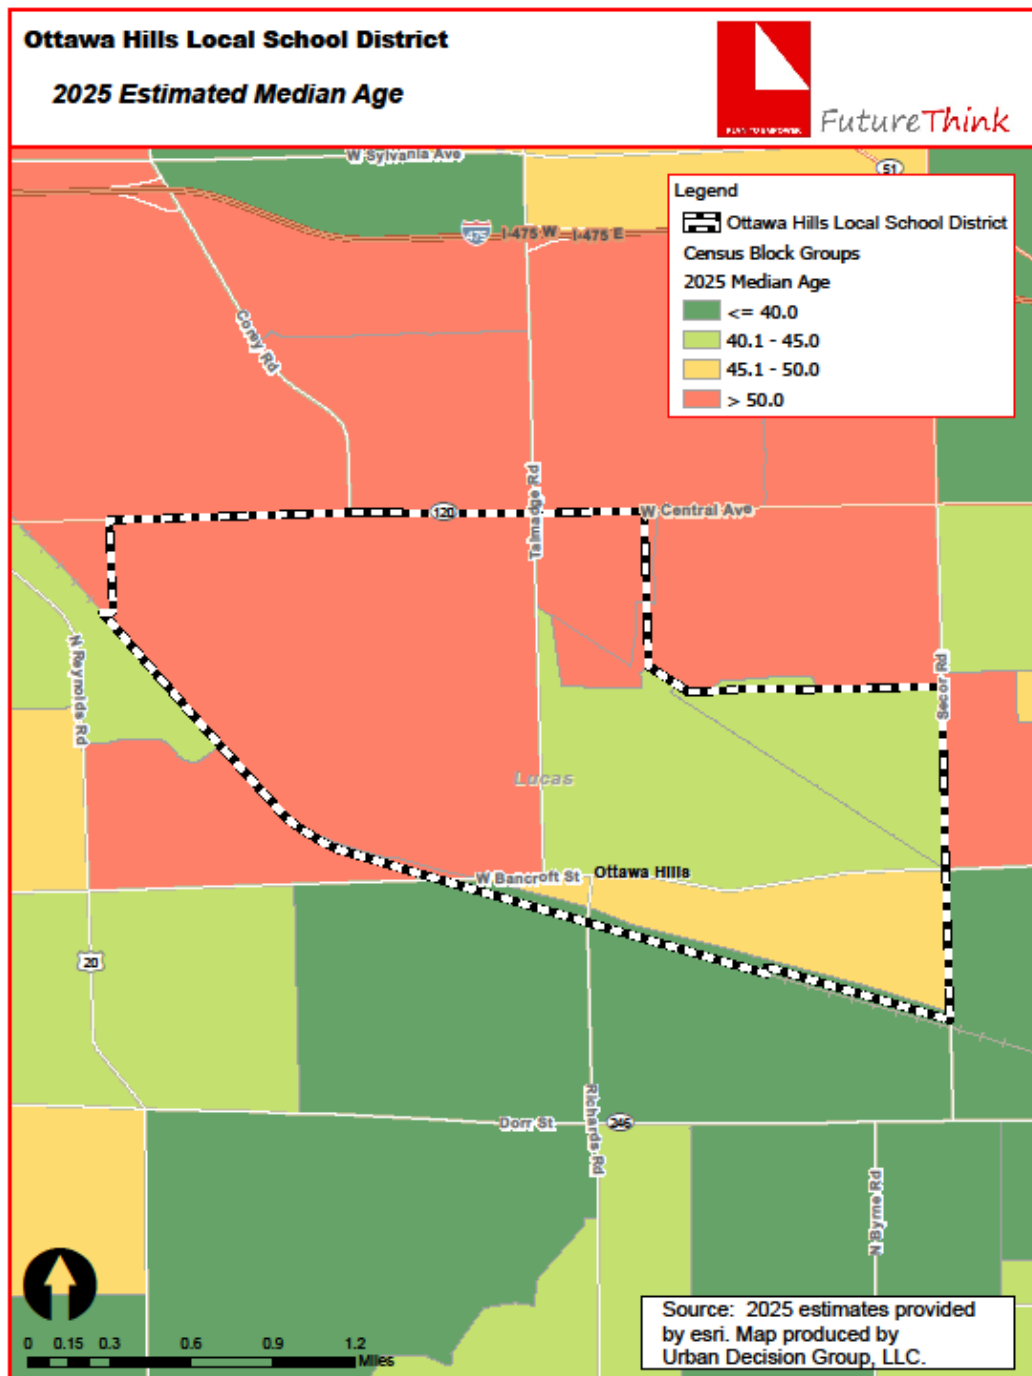 Ottawa Hills Local School District
2025 Estimated Median Age
PLAN TO EMPOWER
FutureThink
W Sylvania Ave
51
Legend
Ottawa Hills Local School District
Census Block Groups
2025 Median Age
<= 40.0
40.1 - 45.0
45.1 - 50.0
> 50.0
475
I-475 W
I-475 E
Corey Rd
Talmadge Rd
120
W Central Ave
N Reynolds Rd
Secor Rd
Lucas
W Bancroft St
Ottawa Hills
20
Richards Rd
Dorr St
246
N Byrne Rd
0 0.15 0.3 0.6 0.9 1.2
Miles
Source: 2025 estimates provided
by esri. Map produced by
Urban Decision Group, LLC.